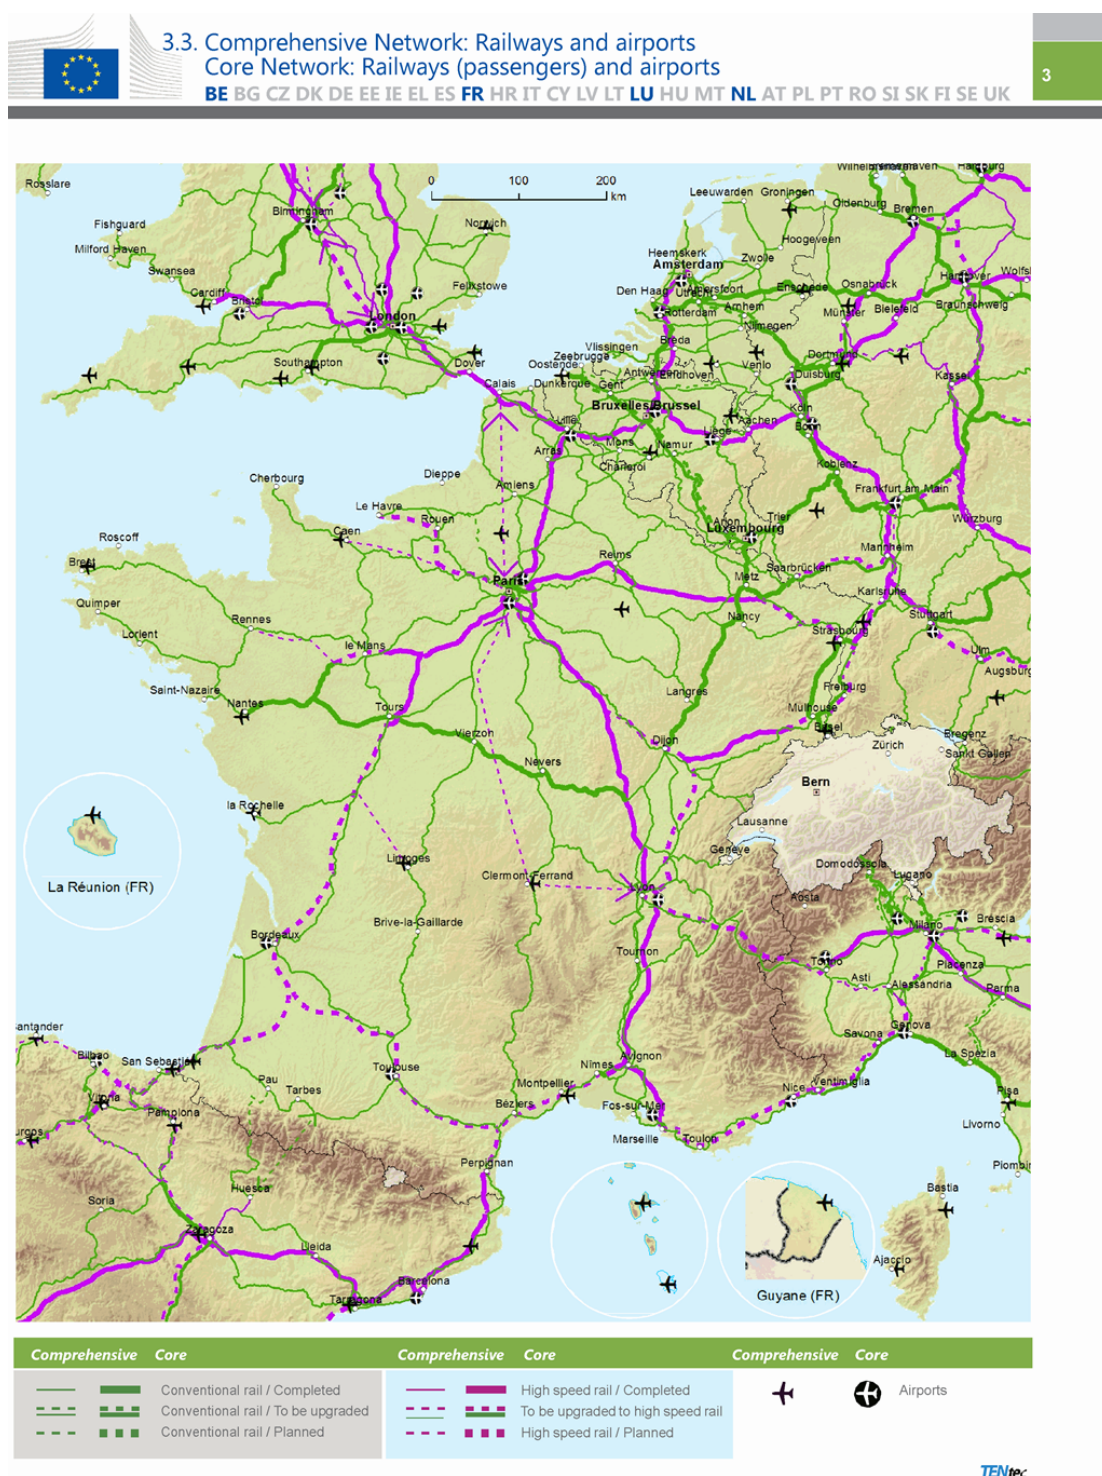 3.3. Comprehensive Network: Railways and airports
Core Network: Railways (passengers) and airports
BE BG CZ DK DE EE IE EL ES FR HR IT CY LV LT LU HU MT NL AT PL PT RO SI SK FI SE UK
3
0 100 200
km
Rosslare
Fishguard
Milford Haven
Swansea
Cardiff
Bristol
Birmingham
Norwich
Felixstowe
London
Southampton
Dover
Calais
Leeuwarden
Groningen
Oldenburg
Bremen
Hoogeveen
Heemskerk
Amsterdam
Zwolle
Den Haag
Utrecht
Amersfoort
Enschede
Osnabrück
Hannover
Braunschweig
Rotterdam
Arnhem
Nijmegen
Münster
Bielefeld
Breda
Vlissingen
Zeebrugge
Oostende
Dunkerque
Gent
Antwerpen
Eindhoven
Venlo
Dortmund
Duisburg
Kassel
Bruxelles/Brussel
Köln
Bonn
Aachen
Liège
Lille
Mons
Namur
Charleroi
Arras
Koblenz
Frankfurt am Main
Würzburg
Cherbourg
Dieppe
Amiens
Le Havre
Rouen
Caen
Arlon
Luxembourg
Trier
Mannheim
Saarbrücken
Roscoff
Brest
Quimper
Lorient
Rennes
Paris
Reims
Metz
Nancy
Karlsruhe
Stuttgart
Strasbourg
Ulm
Augsburg
le Mans
Saint-Nazaire
Nantes
Tours
Vierzon
Nevers
Langres
Dijon
Freiburg
Mulhouse
Basel
Zürich
Bregenz
Sankt Gallen
Bern
la Rochelle
Lausanne
Genève
La Réunion (FR)
Limoges
Clermont-Ferrand
Lyon
Domodossola
Lugano
Aosta
Brive-la-Gaillarde
Bordeaux
Tournon
Milano
Brescia
Torino
Piacenza
Asti
Alessandria
Parma
Savona
Genova
La Spezia
Pisa
Livorno
Bilbao
San Sebastián
Vitoria
Pamplona
Pau
Tarbes
Toulouse
Avignon
Nîmes
Montpellier
Béziers
Fos-sur-Mer
Marseille
Toulon
Nice
Ventimiglia
Perpignan
Soria
Huesca
Zaragoza
Lleida
Barcelona
Tarragona
Bastia
Ajaccio
Guyane (FR)
Comprehensive Core Comprehensive Core Comprehensive Core
Conventional rail / Completed High speed rail / Completed Airports
Conventional rail / To be upgraded To be upgraded to high speed rail
Conventional rail / Planned High speed rail / Planned
TENtec